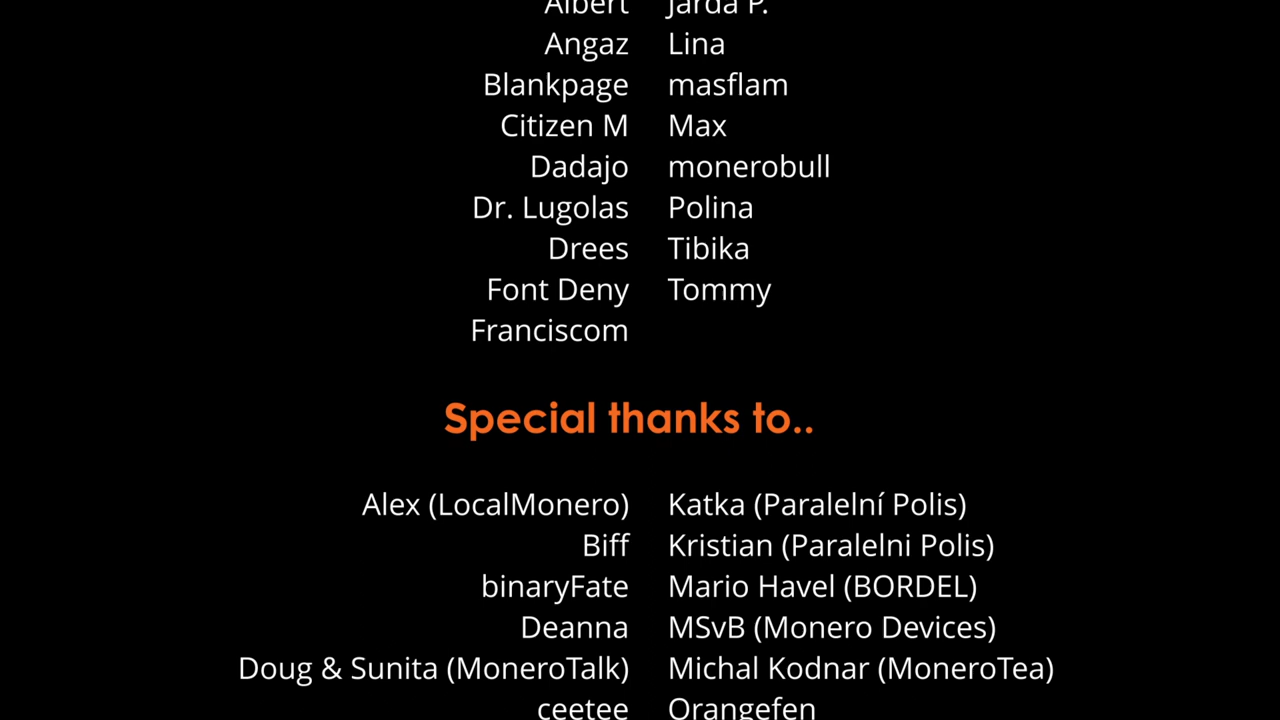 Albert Jarda P.
Angaz Lina
Blankpage masflam
Citizen M Max
Dadajo monerobull
Dr. Lugolas Polina
Drees Tibika
Font Deny Tommy
Franciscom
Special thanks to..
Alex (LocalMonero) Katka (Paralelní Polis)
Biff Kristian (Paralelni Polis)
binaryFate Mario Havel (BORDEL)
Deanna MSvB (Monero Devices)
Doug & Sunita (MoneroTalk) Michal Kodnar (MoneroTea)
ceetee Orangefen